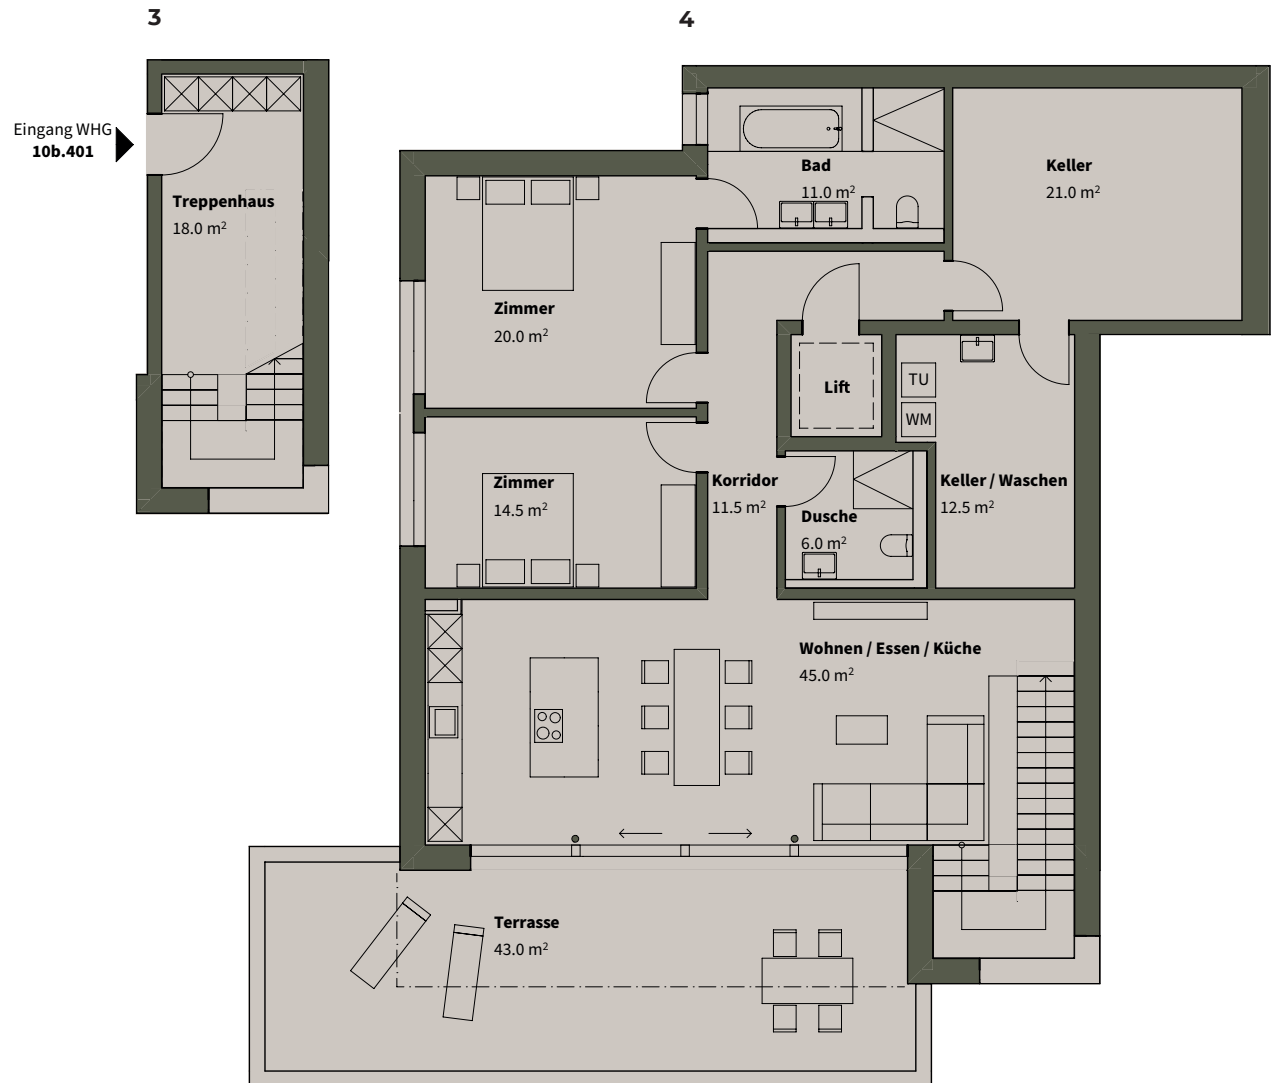 3
4
Eingang WHG
10b.401
Treppenhaus
18.0 m²
Bad
11.0 m²
Keller
21.0 m²
Zimmer
20.0 m²
Lift
TU
WM
Zimmer
14.5 m²
Korridor
11.5 m²
Dusche
6.0 m²
Keller / Waschen
12.5 m²
Wohnen / Essen / Küche
45.0 m²
Terrasse
43.0 m²